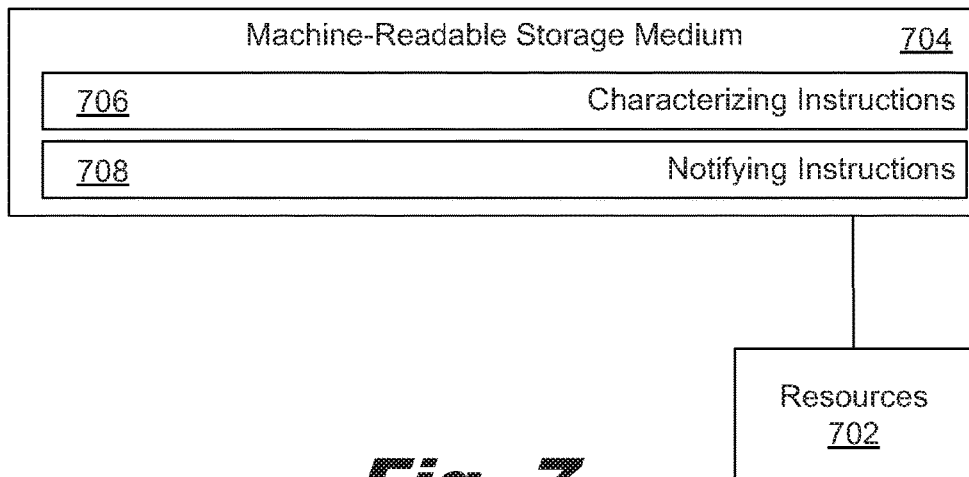 Machine-Readable Storage Medium 704
706 Characterizing Instructions
708 Notifying Instructions
Resources
702
Fig. 7